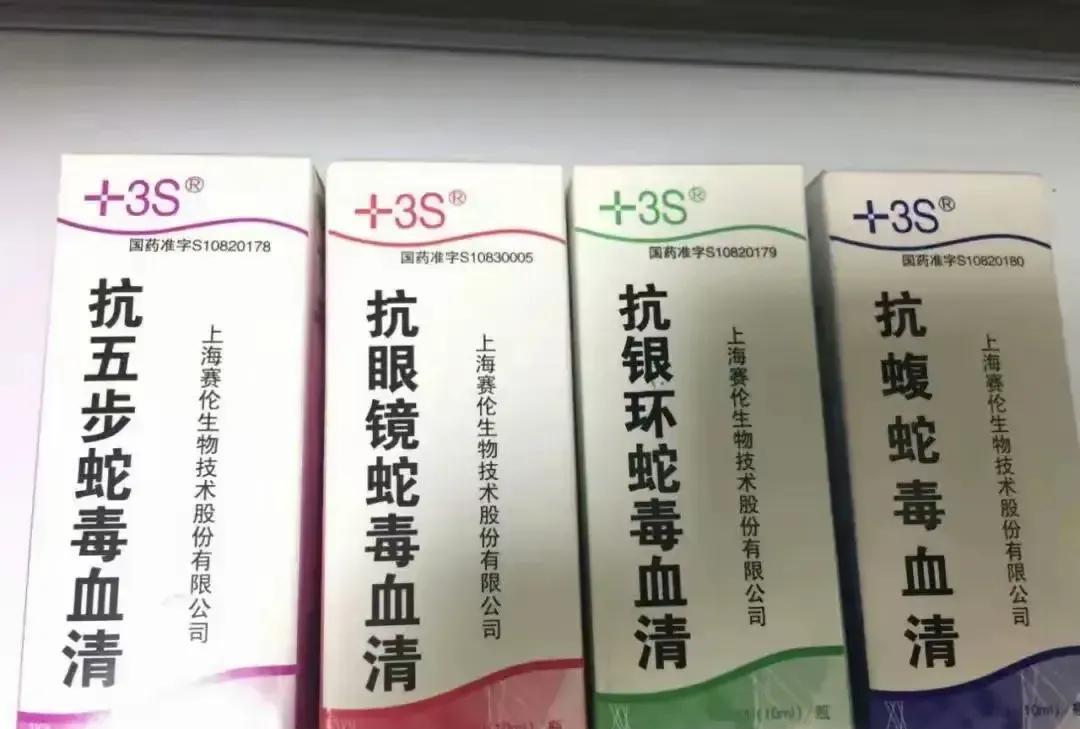 +3S®
国药准字S10820178
抗五步蛇毒血清
上海赛伦生物技术股份有限公司
+3S®
国药准字S10830005
抗眼镜蛇毒血清
上海赛伦生物技术股份有限公司
10ml)/瓶
+3S®
国药准字S10820179
抗银环蛇毒血清
上海赛伦生物技术股份有限公司
(10ml)/瓶
+3S®
国药准字S10820180
抗蝮蛇毒血清
上海赛伦生物技术股份有限公司
10ml)/瓶